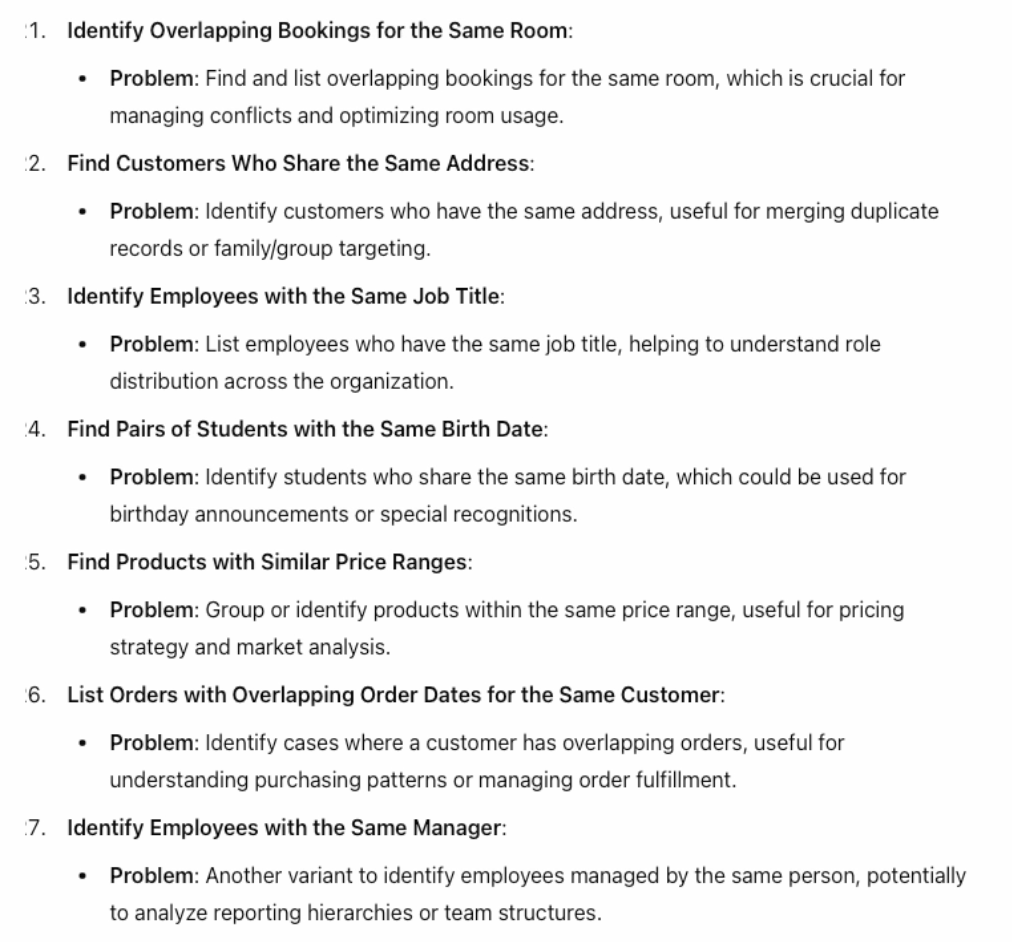 :1. Identify Overlapping Bookings for the Same Room:
• Problem: Find and list overlapping bookings for the same room, which is crucial for
managing conflicts and optimizing room usage.
:2. Find Customers Who Share the Same Address:
• Problem: Identify customers who have the same address, useful for merging duplicate
records or family/group targeting.
:3. Identify Employees with the Same Job Title:
• Problem: List employees who have the same job title, helping to understand role
distribution across the organization.
:4. Find Pairs of Students with the Same Birth Date:
• Problem: Identify students who share the same birth date, which could be used for
birthday announcements or special recognitions.
:5. Find Products with Similar Price Ranges:
• Problem: Group or identify products within the same price range, useful for pricing
strategy and market analysis.
:6. List Orders with Overlapping Order Dates for the Same Customer:
• Problem: Identify cases where a customer has overlapping orders, useful for
understanding purchasing patterns or managing order fulfillment.
:7. Identify Employees with the Same Manager:
• Problem: Another variant to identify employees managed by the same person, potentially
to analyze reporting hierarchies or team structures.